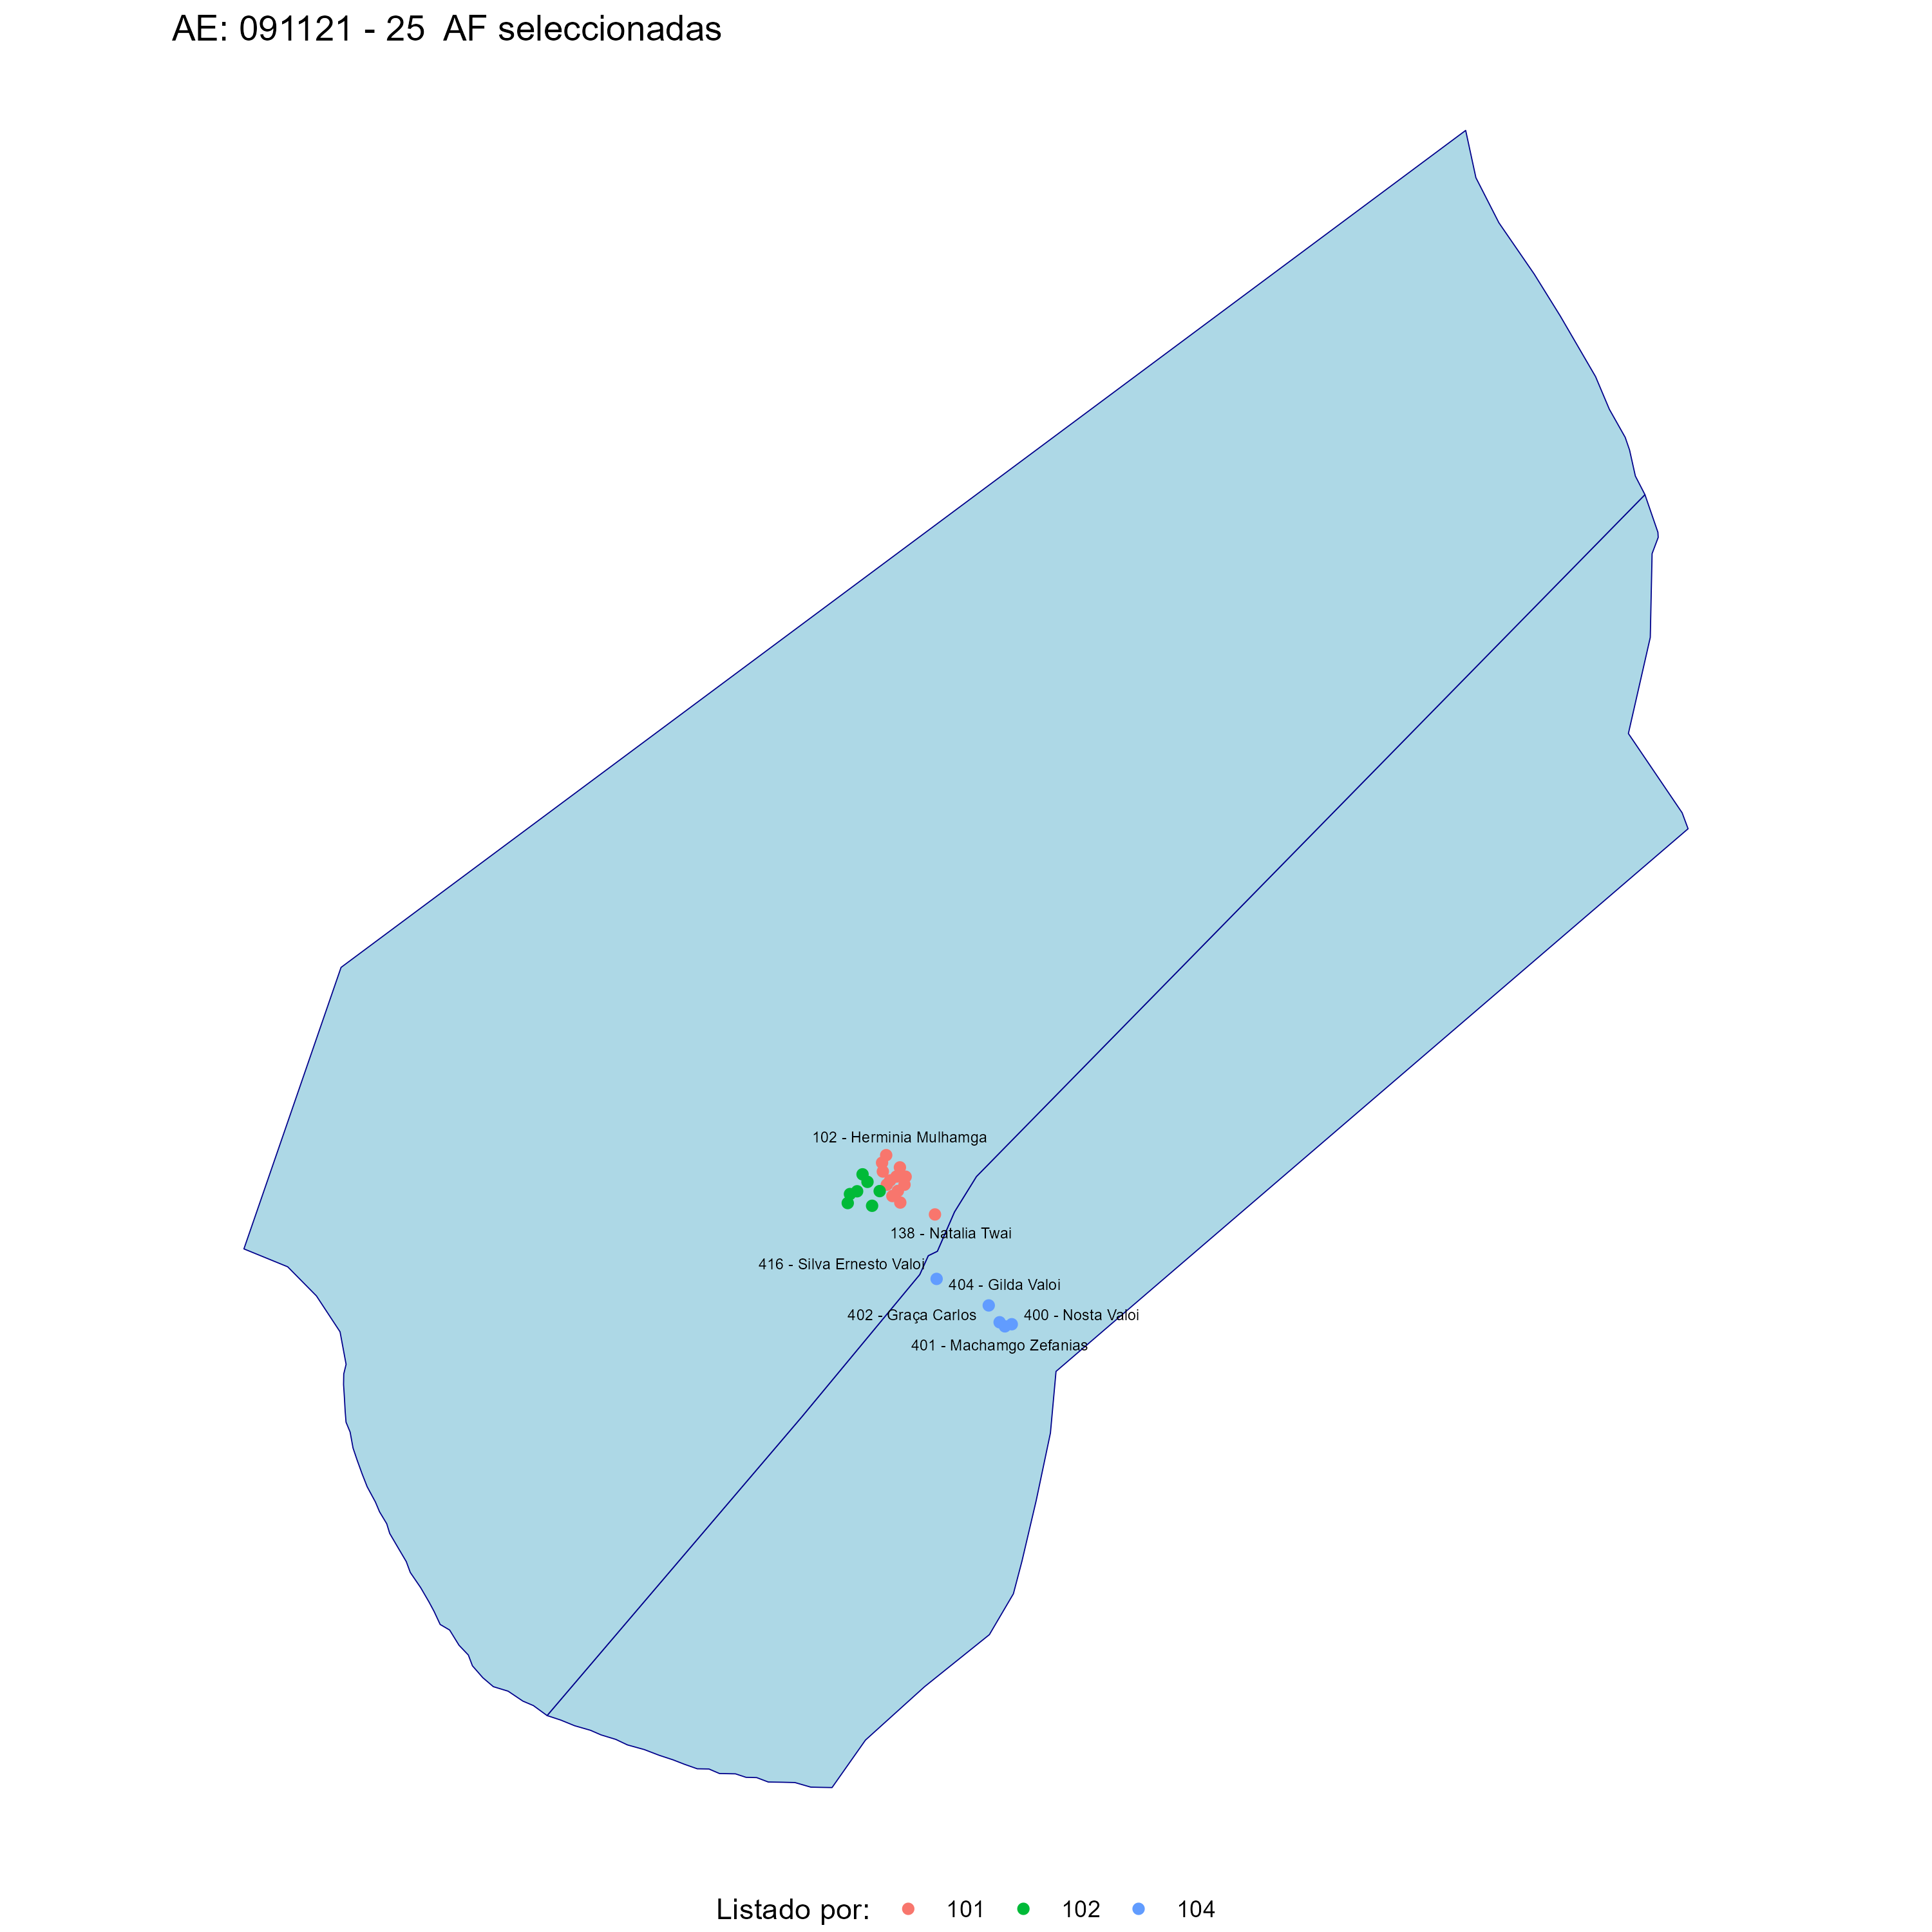 AE: 091121 - 25  AF seleccionadas
102 - Herminia Mulhamga
138 - Natalia Twai
416 - Silva Ernesto Valoi
404 - Gilda Valoi
402 - Graça Carlos
400 - Nosta Valoi
401 - Machamgo Zefanias
Listado por: 101 102 104